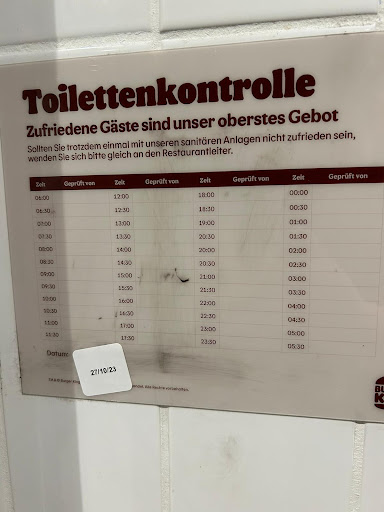 Toilettenkontrolle
Zufriedene Gäste sind unser oberstes Gebot
Sollten Sie trotzdem einmal mit unseren sanitären Anlagen nicht zufrieden sein,
wenden Sie sich bitte gleich an den Restaurantleiter.
Zeit Geprüft von Zeit Geprüft von Zeit Geprüft von Zeit Geprüft von
06:00 12:00 18:00 00:00
06:30 12:30 18:30 00:30
07:00 13:00 19:00 01:00
07:30 13:30 20:00 01:30
08:00 14:00 20:00 02:00
08:30 14:30 20:30 02:30
09:00 15:00 21:00 03:00
09:30 15:30 21:30 03:30
10:00 16:00 22:00 04:00
10:30 16:30 22:30 04:30
11:00 17:00 23:00 05:00
11:30 17:30 23:30 05:30
Datum:
27/10/23